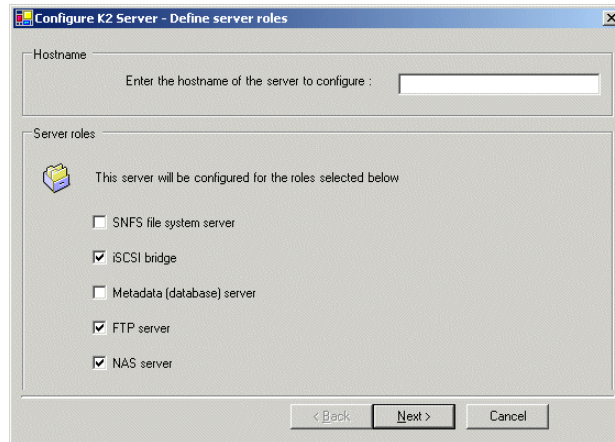 Configure K2 Server - Define server roles
Hostname
Enter the hostname of the server to configure :
Server roles
This server will be configured for the roles selected below
SNFS file system server
iSCSI bridge
Metadata (database) server
FTP server
NAS server
< Back
Next >
Cancel